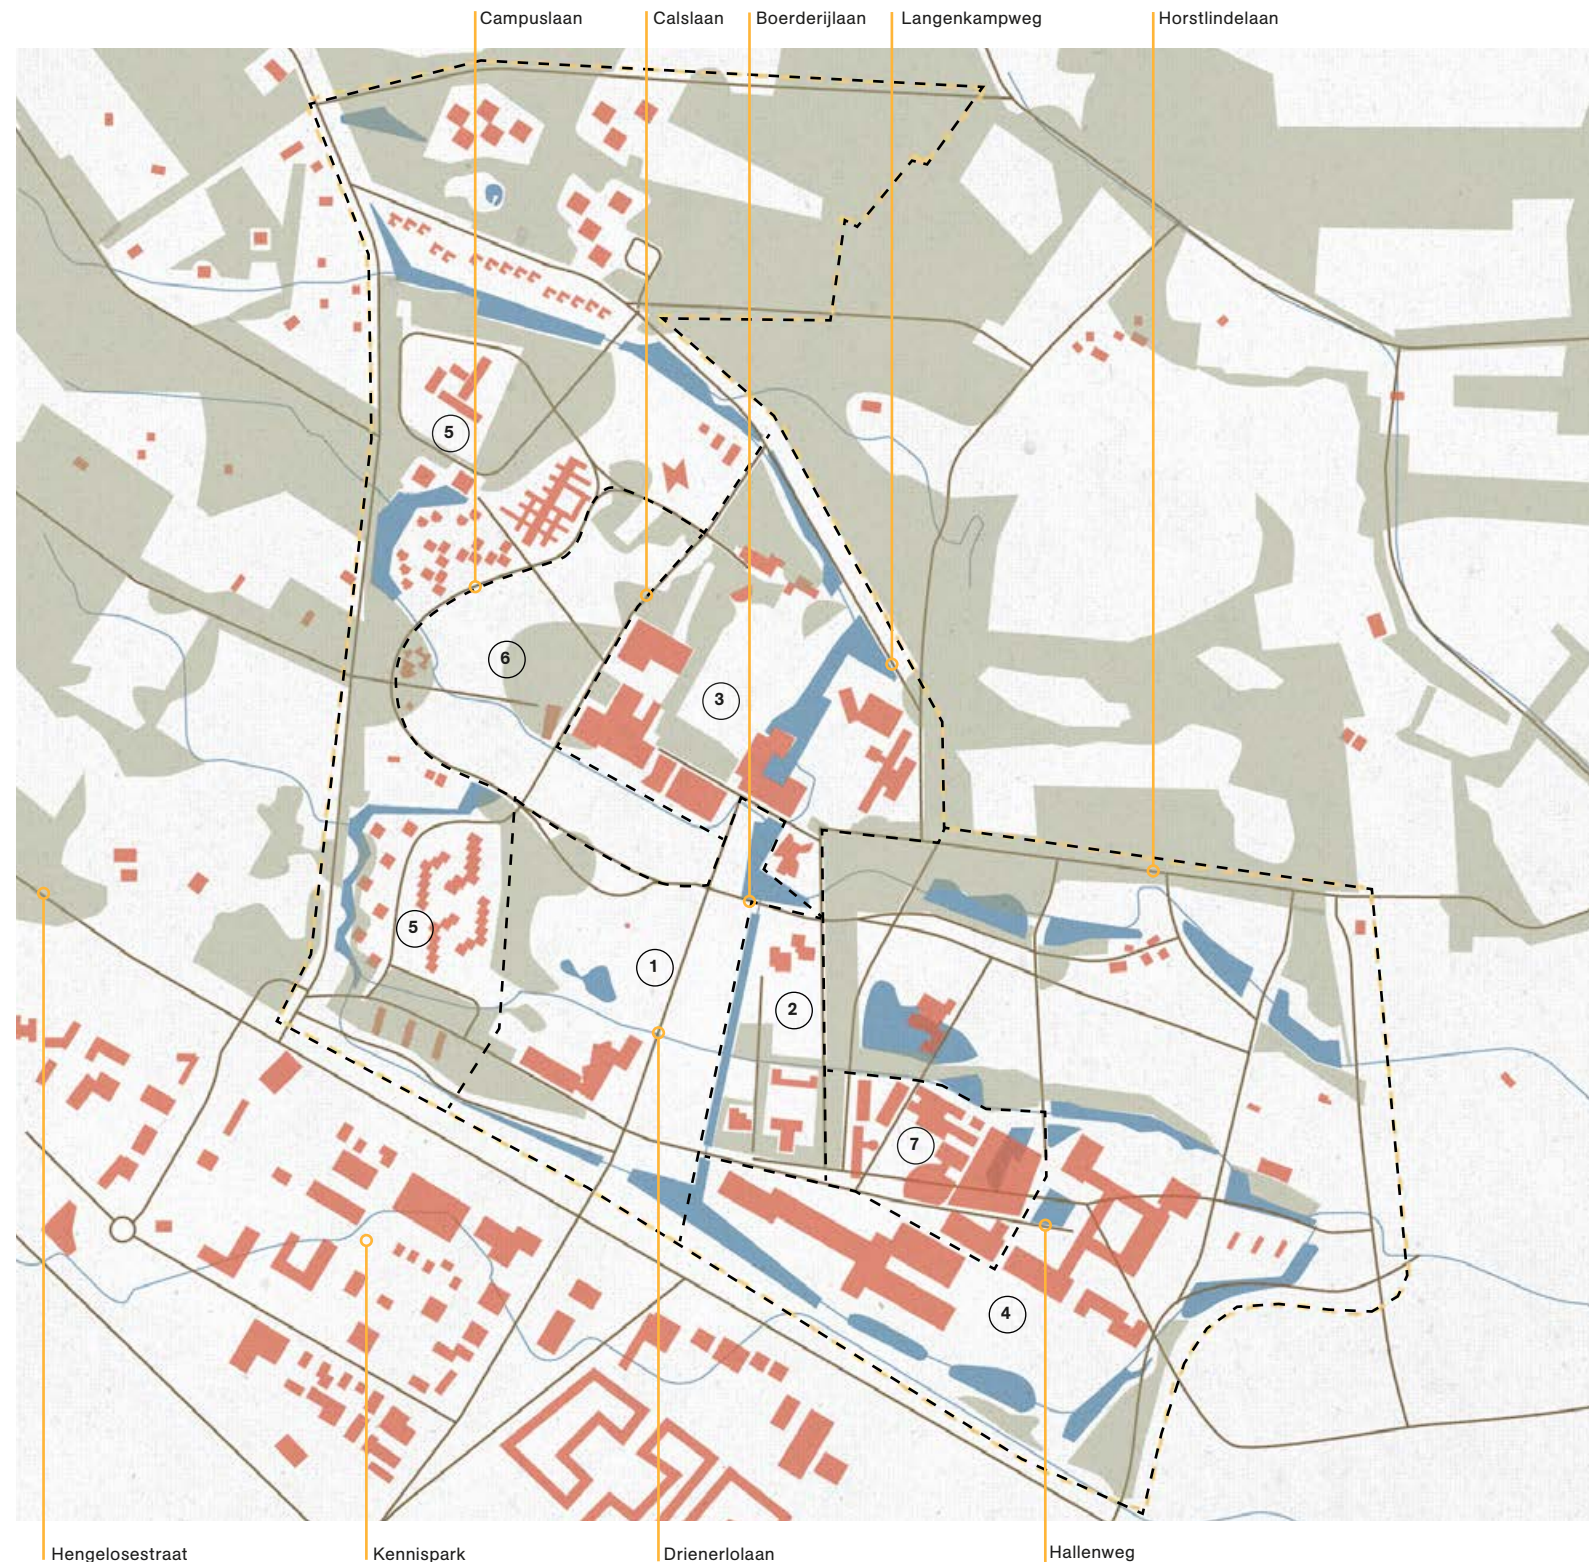 Campuslaan
Calslaan
Boerderijlaan
Langenkampweg
Horstlindelaan
5
6
3
5
1
2
7
4
Hengelosestraat
Kennispark
Drienerlolaan
Hallenweg